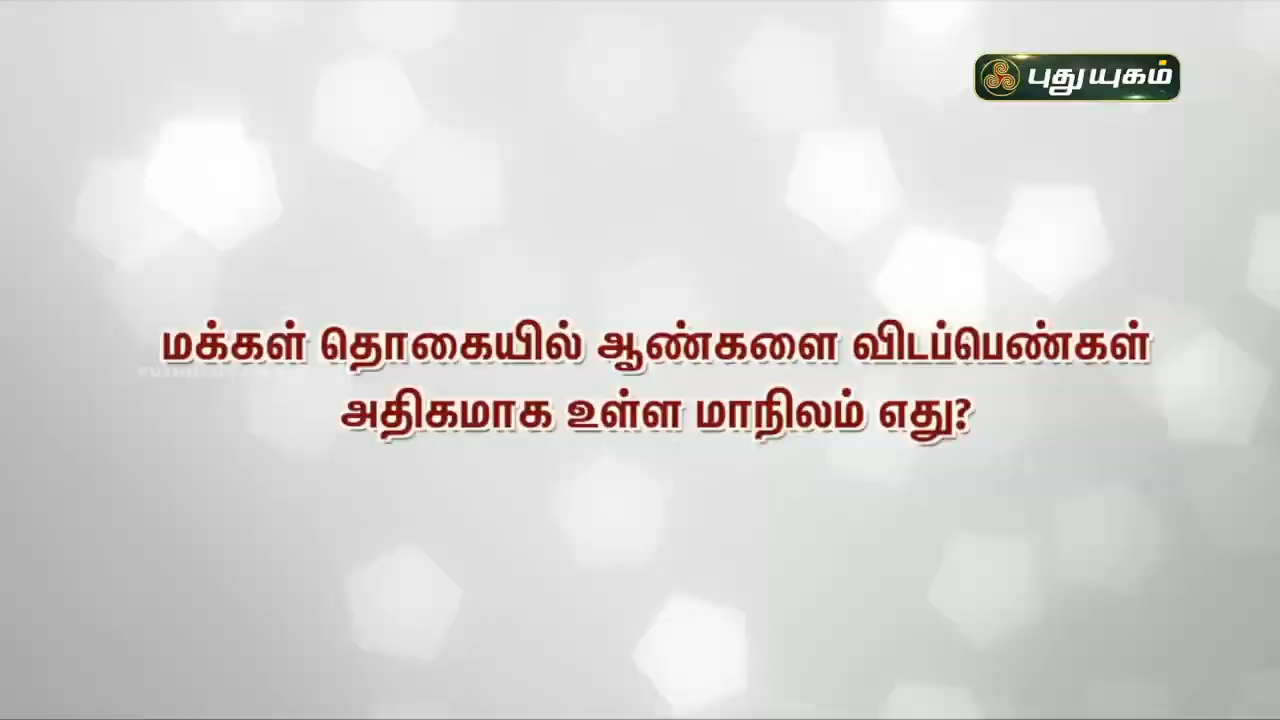 புதுயுகம்
மக்கள் தொகையில் ஆண்களை விடப்பெண்கள்
அதிகமாக உள்ள மாநிலம் எது?